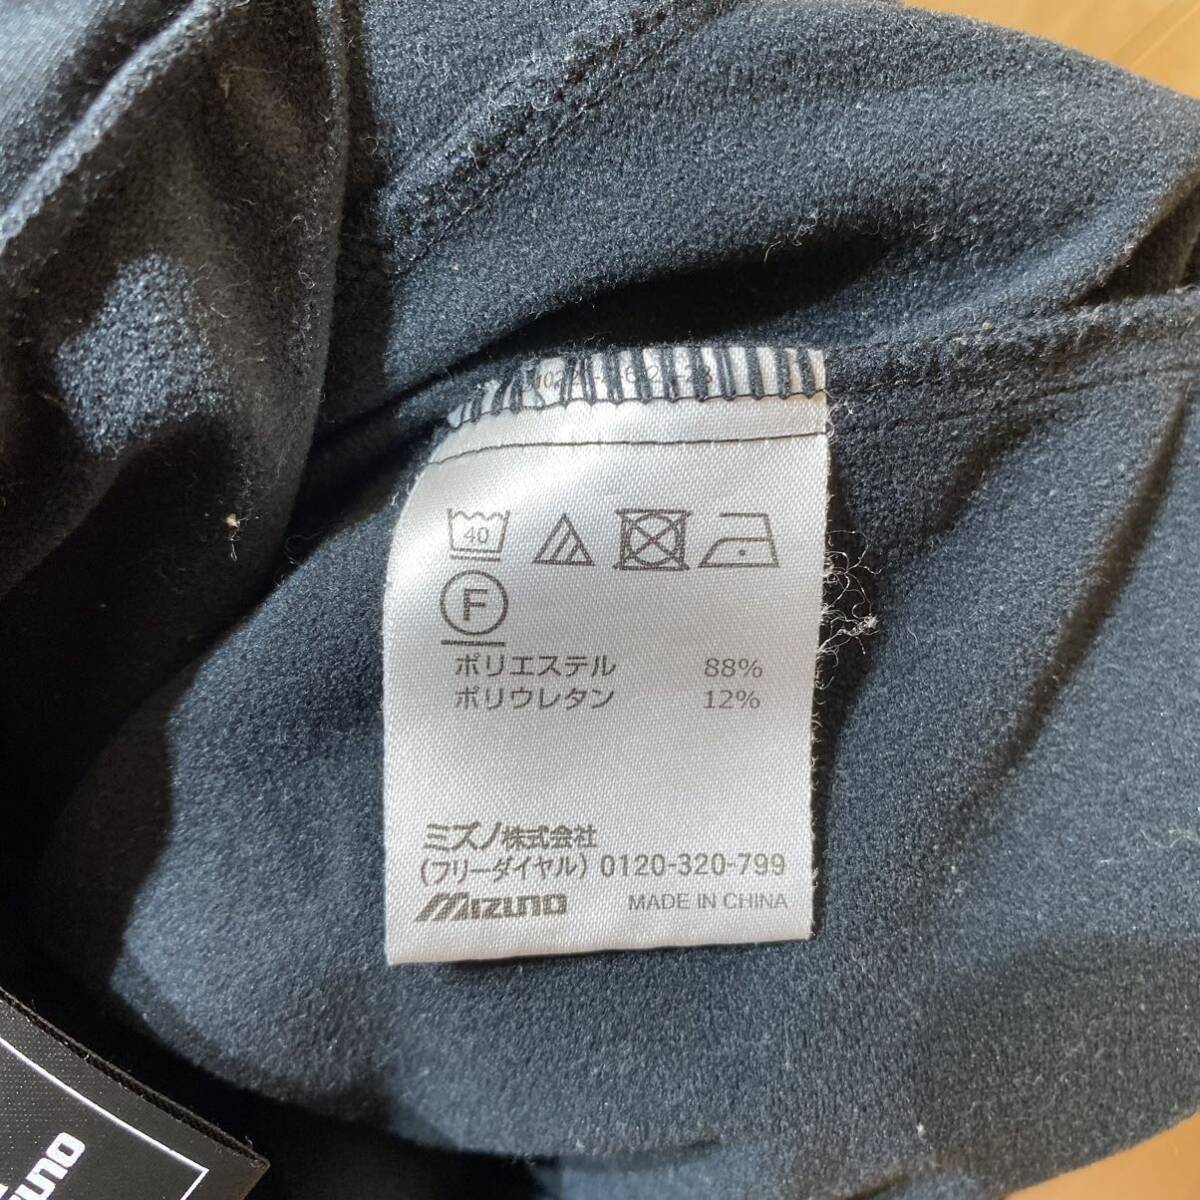 40
F
ポリエステル 88%
ポリウレタン 12%
ミズノ株式会社
(フリーダイヤル) 0120-320-799
MIZUNO MADE IN CHINA